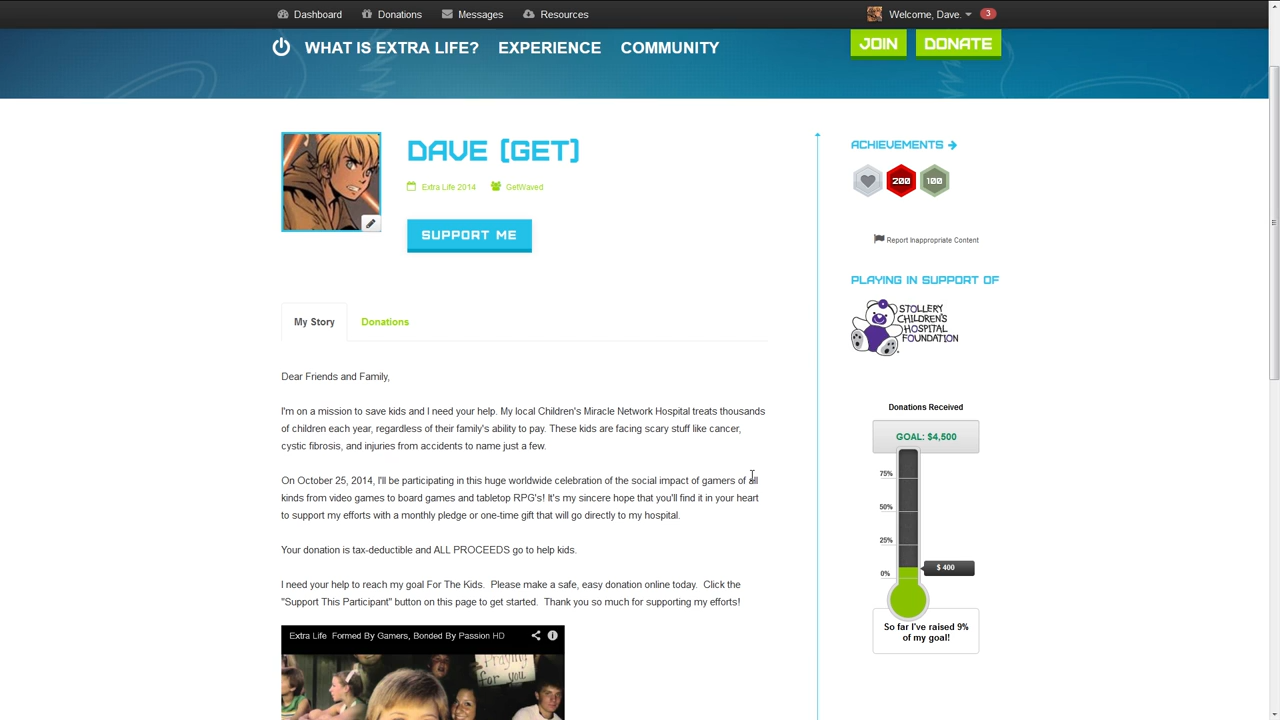 Dashboard Donations Messages Resources Welcome, Dave. 3
WHAT IS EXTRA LIFE? EXPERIENCE COMMUNITY JOIN DONATE
DAVE (GET)
Extra Life 2014 GetWaved
SUPPORT ME
My Story Donations
Dear Friends and Family,
I'm on a mission to save kids and I need your help. My local Children's Miracle Network Hospital treats thousands
of children each year, regardless of their family's ability to pay. These kids are facing scary stuff like cancer,
cystic fibrosis, and injuries from accidents to name just a few.
On October 25, 2014, I'll be participating in this huge worldwide celebration of the social impact of gamers of all
kinds from video games to board games and tabletop RPG's! It's my sincere hope that you'll find it in your heart
to support my efforts with a monthly pledge or one-time gift that will go directly to my hospital.
Your donation is tax-deductible and ALL PROCEEDS go to help kids.
I need your help to reach my goal For The Kids.  Please make a safe, easy donation online today.  Click the
"Support This Participant" button on this page to get started.  Thank you so much for supporting my efforts!
Extra Life  Formed By Gamers, Bonded By Passion HD
Praying
for you
ACHIEVEMENTS
200 100
Report Inappropriate Content
PLAYING IN SUPPORT OF
STOLLERY
CHILDREN'S
HOSPITAL
FOUNDATION
Donations Received
GOAL: $4,500
75%
50%
25%
0%
$ 400
So far I've raised 9%
of my goal!